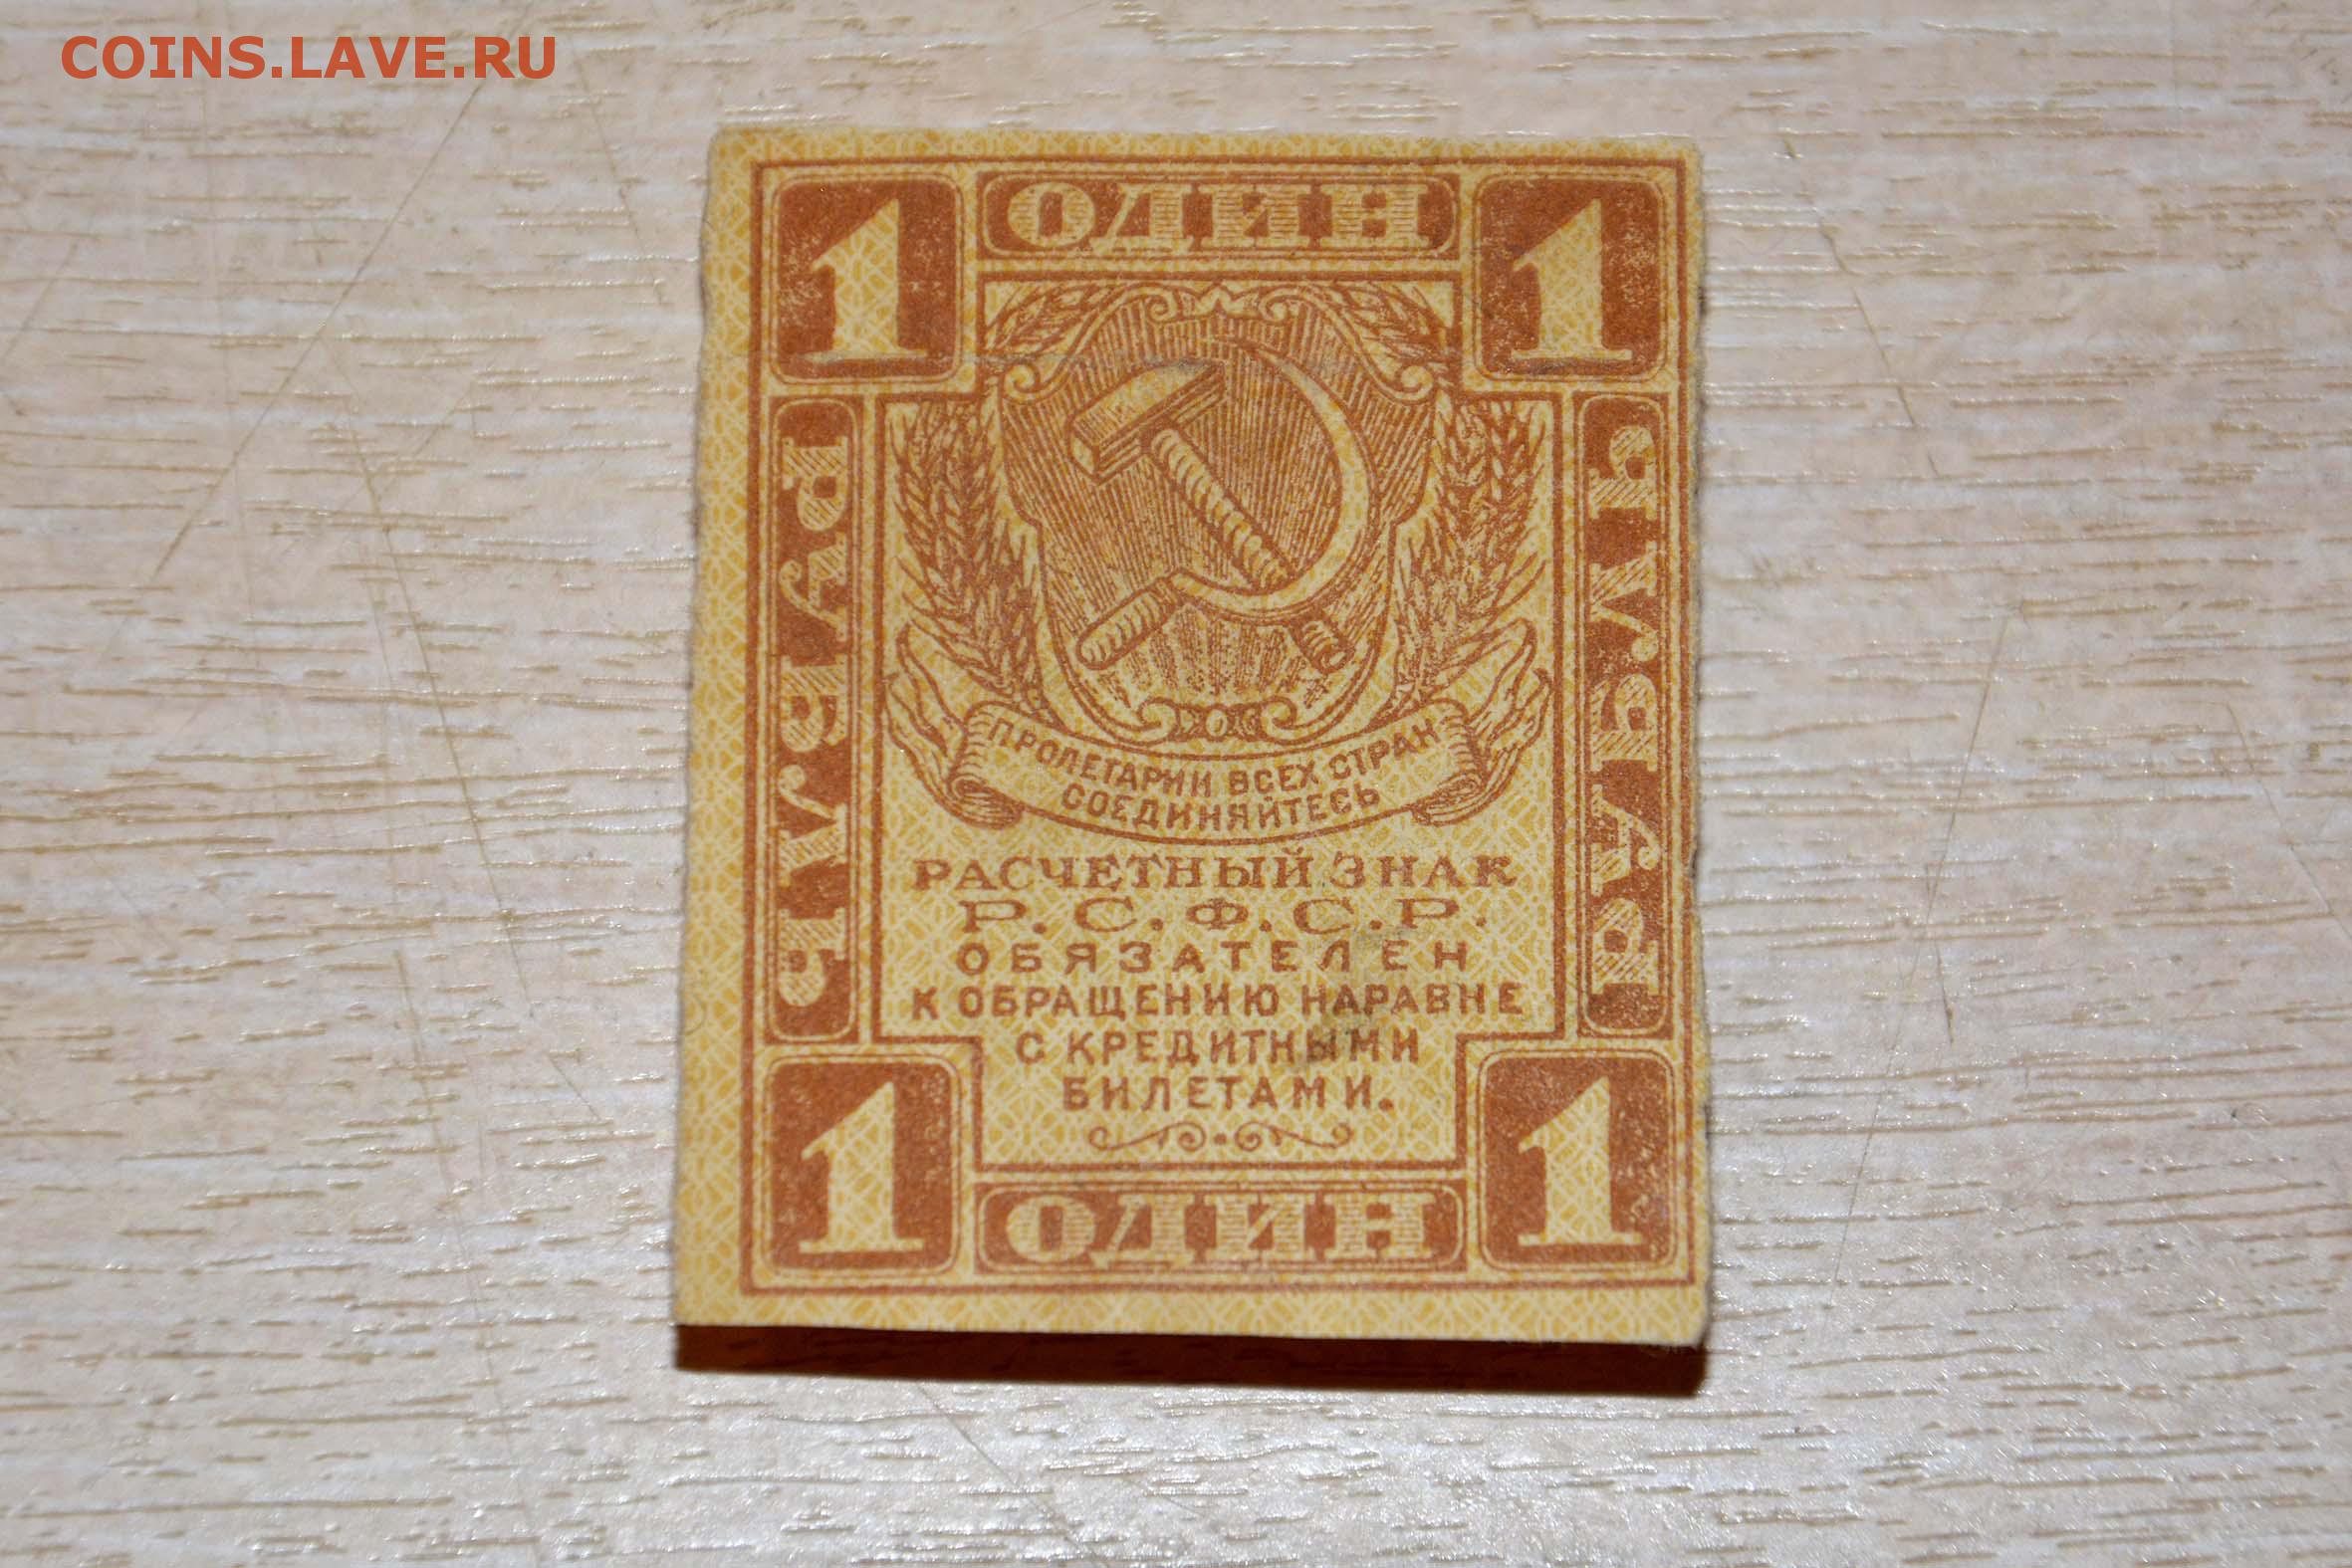 COINS.LAVE.RU
1 ОДИН 1
РУБЛЬ
РУБЛЬ
ПРОЛЕТАРИИ ВСЕХ СТРАН
СОЕДИНЯЙТЕСЬ
РАСЧЕТНЫЙ ЗНАК
Р.С.Ф.С.Р.
ОБЯЗАТЕЛЕН
К ОБРАЩЕНИЮ НАРАВНЕ
С КРЕДИТНЫМИ
БИЛЕТАМИ.
1 ОДИН 1